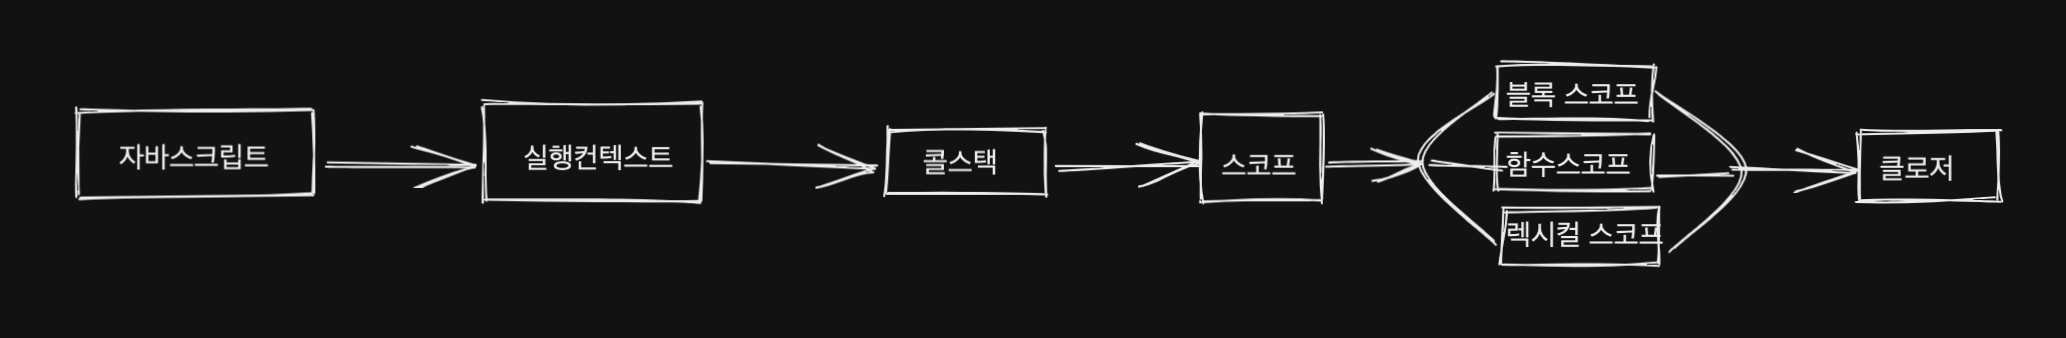 자바스크립트
실행컨텍스트
콜스택
스코프
블록 스코프
함수스코프
렉시컬 스코프
클로저